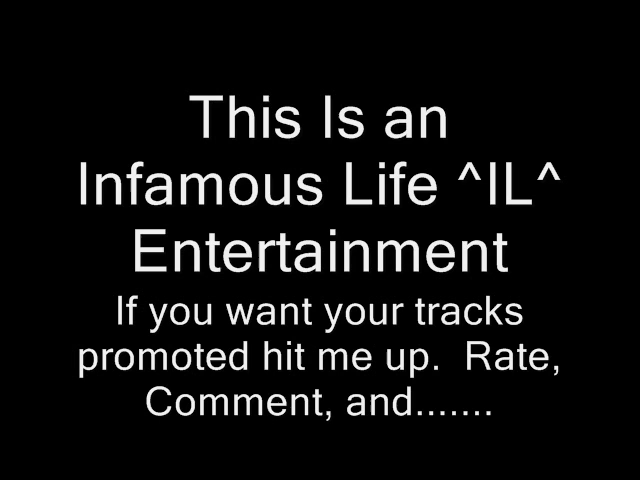 This Is an
Infamous Life ^IL^
Entertainment
If you want your tracks
promoted hit me up.  Rate,
Comment, and.......